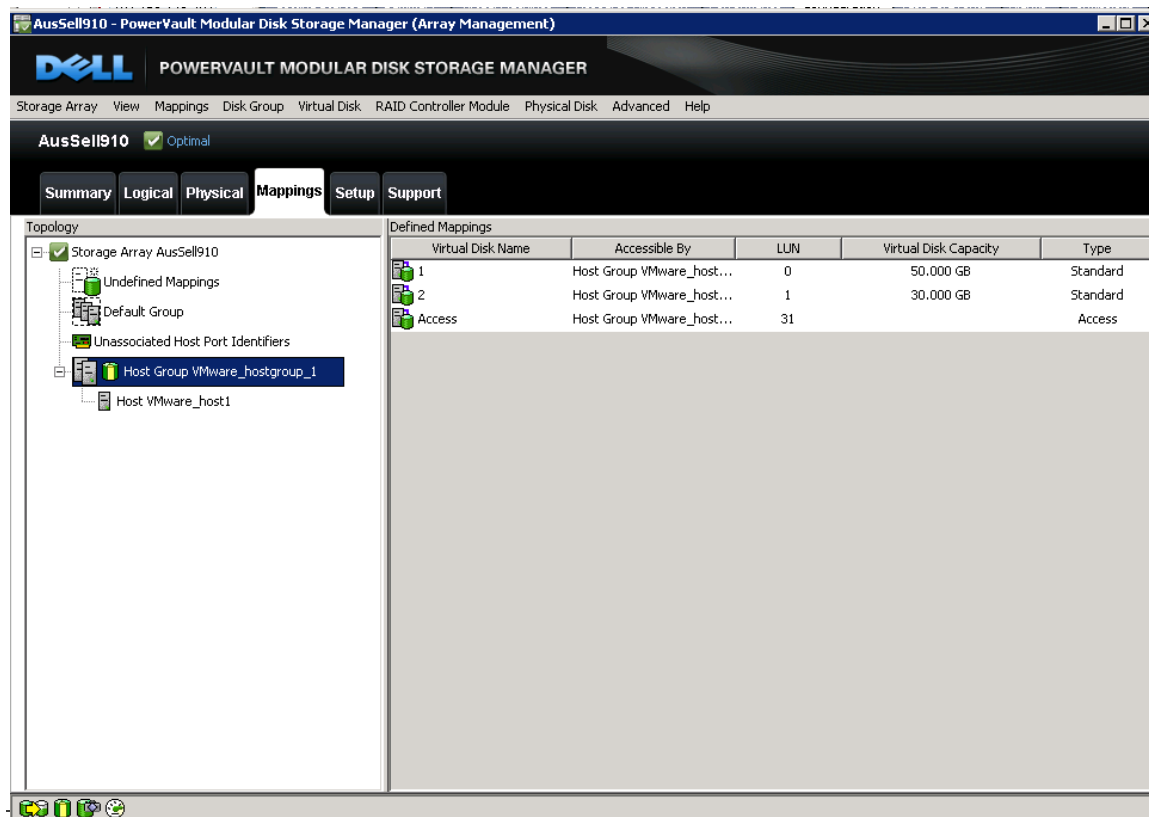 AusSell910 - PowerVault Modular Disk Storage Manager (Array Management)
DELL POWERVAULT MODULAR DISK STORAGE MANAGER
Storage Array View Mappings Disk Group Virtual Disk RAID Controller Module Physical Disk Advanced Help
AusSell910 Optimal
Summary Logical Physical Mappings Setup Support
Topology
Storage Array AusSell910
Undefined Mappings
Default Group
Unassociated Host Port Identifiers
Host Group VMware_hostgroup_1
Host VMware_host1
Defined Mappings
Virtual Disk Name Accessible By LUN Virtual Disk Capacity Type
1 Host Group VMware_host... 0 50.000 GB Standard
2 Host Group VMware_host... 1 30.000 GB Standard
Access Host Group VMware_host... 31 Access